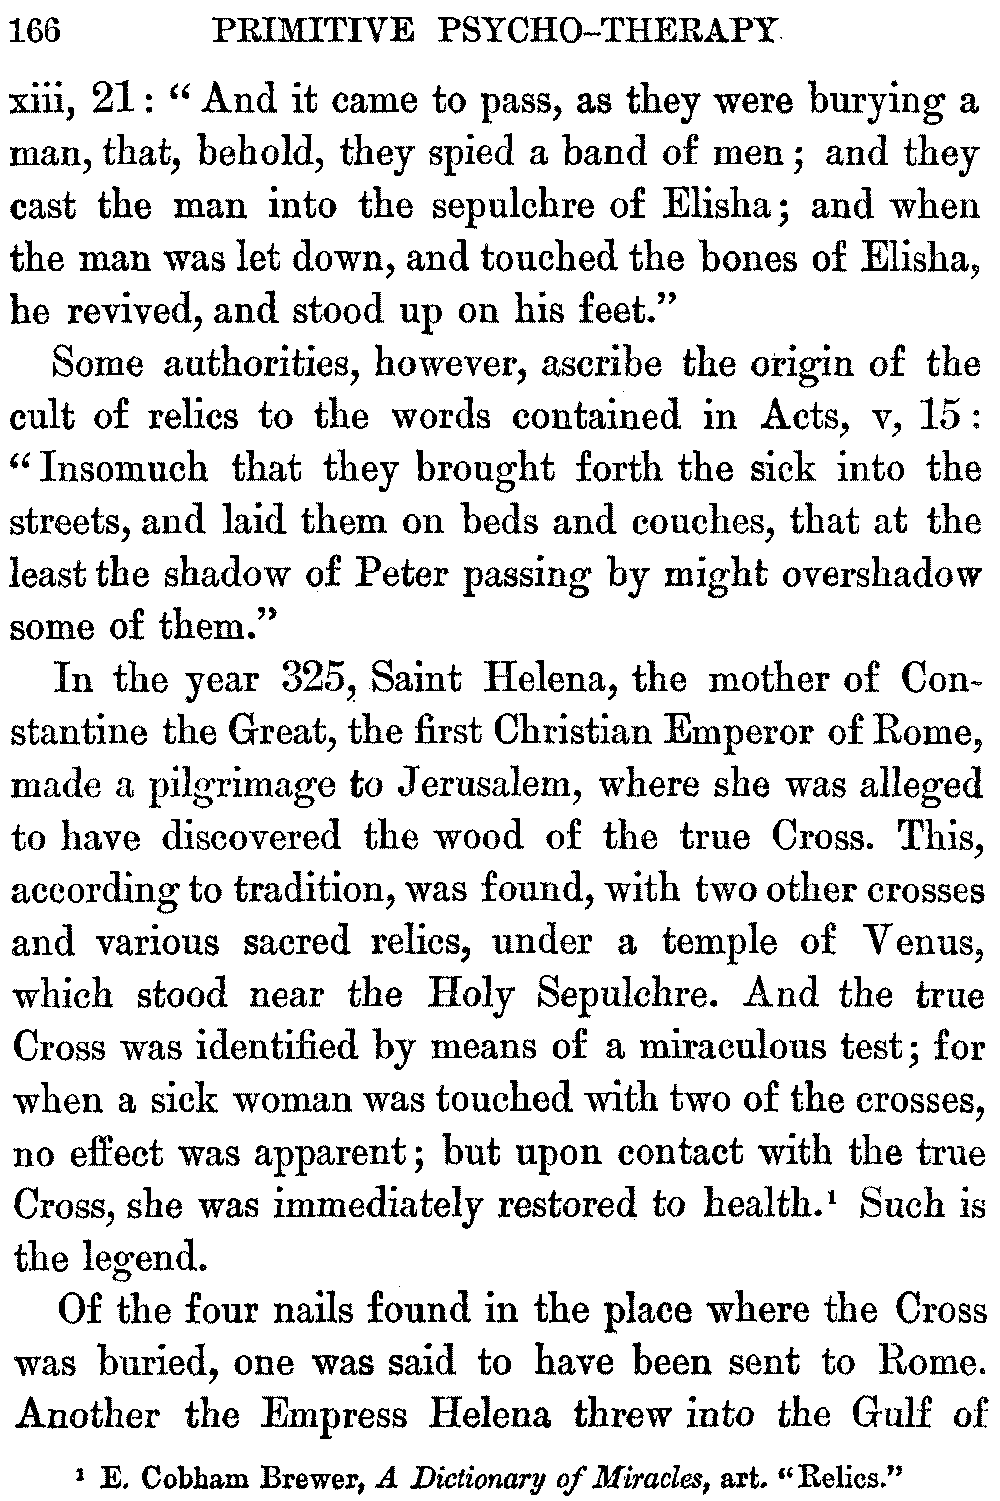 166 PRIMITIVE PSYCHO-THERAPY
xiii, 21: “And it came to pass, as they were burying a
man, that, behold, they spied a band of men; and they
cast the man into the sepulchre of Elisha; and when
the man was let down, and touched the bones of Elisha,
he revived, and stood up on his feet.”
Some authorities, however, ascribe the origin of the
cult of relics to the words contained in Acts, v, 15:
“Insomuch that they brought forth the sick into the
streets, and laid them on beds and couches, that at the
least the shadow of Peter passing by might overshadow
some of them.”
In the year 325, Saint Helena, the mother of Con-
stantine the Great, the first Christian Emperor of Rome,
made a pilgrimage to Jerusalem, where she was alleged
to have discovered the wood of the true Cross. This,
according to tradition, was found, with two other crosses
and various sacred relics, under a temple of Venus,
which stood near the Holy Sepulchre. And the true
Cross was identified by means of a miraculous test; for
when a sick woman was touched with two of the crosses,
no effect was apparent; but upon contact with the true
Cross, she was immediately restored to health.¹ Such is
the legend.
Of the four nails found in the place where the Cross
was buried, one was said to have been sent to Rome.
Another the Empress Helena threw into the Gulf of
¹ E. Cobham Brewer, A Dictionary of Miracles, art. “Relics.”